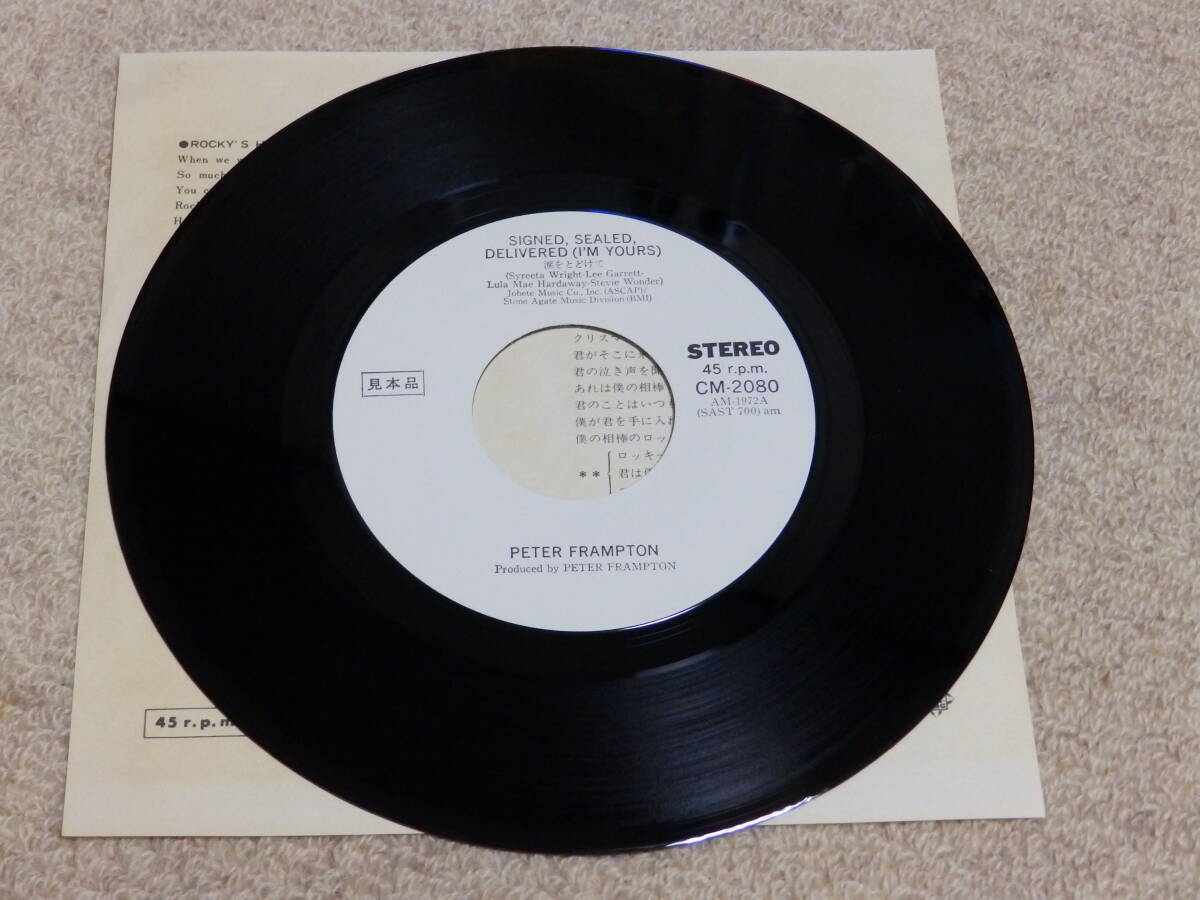 ●ROCKY'S
When we
So much
You
SIGNED, SEALED,
DELIVERED (I'M YOURS)
涙をとどけて
(Syreeta Wright-Lee Garrett-
Lula Mae Hardaway-Stevie Wonder)
Jobete Music Co., Inc. (ASCAP)/
Stone Agate Music Division (BMI)
見本品
STEREO
45 r.p.m.
CM-2080
AM-1972A
(SAST 700) am
クリス
君がそこに
君の泣き声を
あれは僕の相棒
君のことはいつ
僕が君を手に入
僕の相棒のロッ
ロッキ
** 君は
PETER FRAMPTON
Produced by PETER FRAMPTON
45 r.p.m